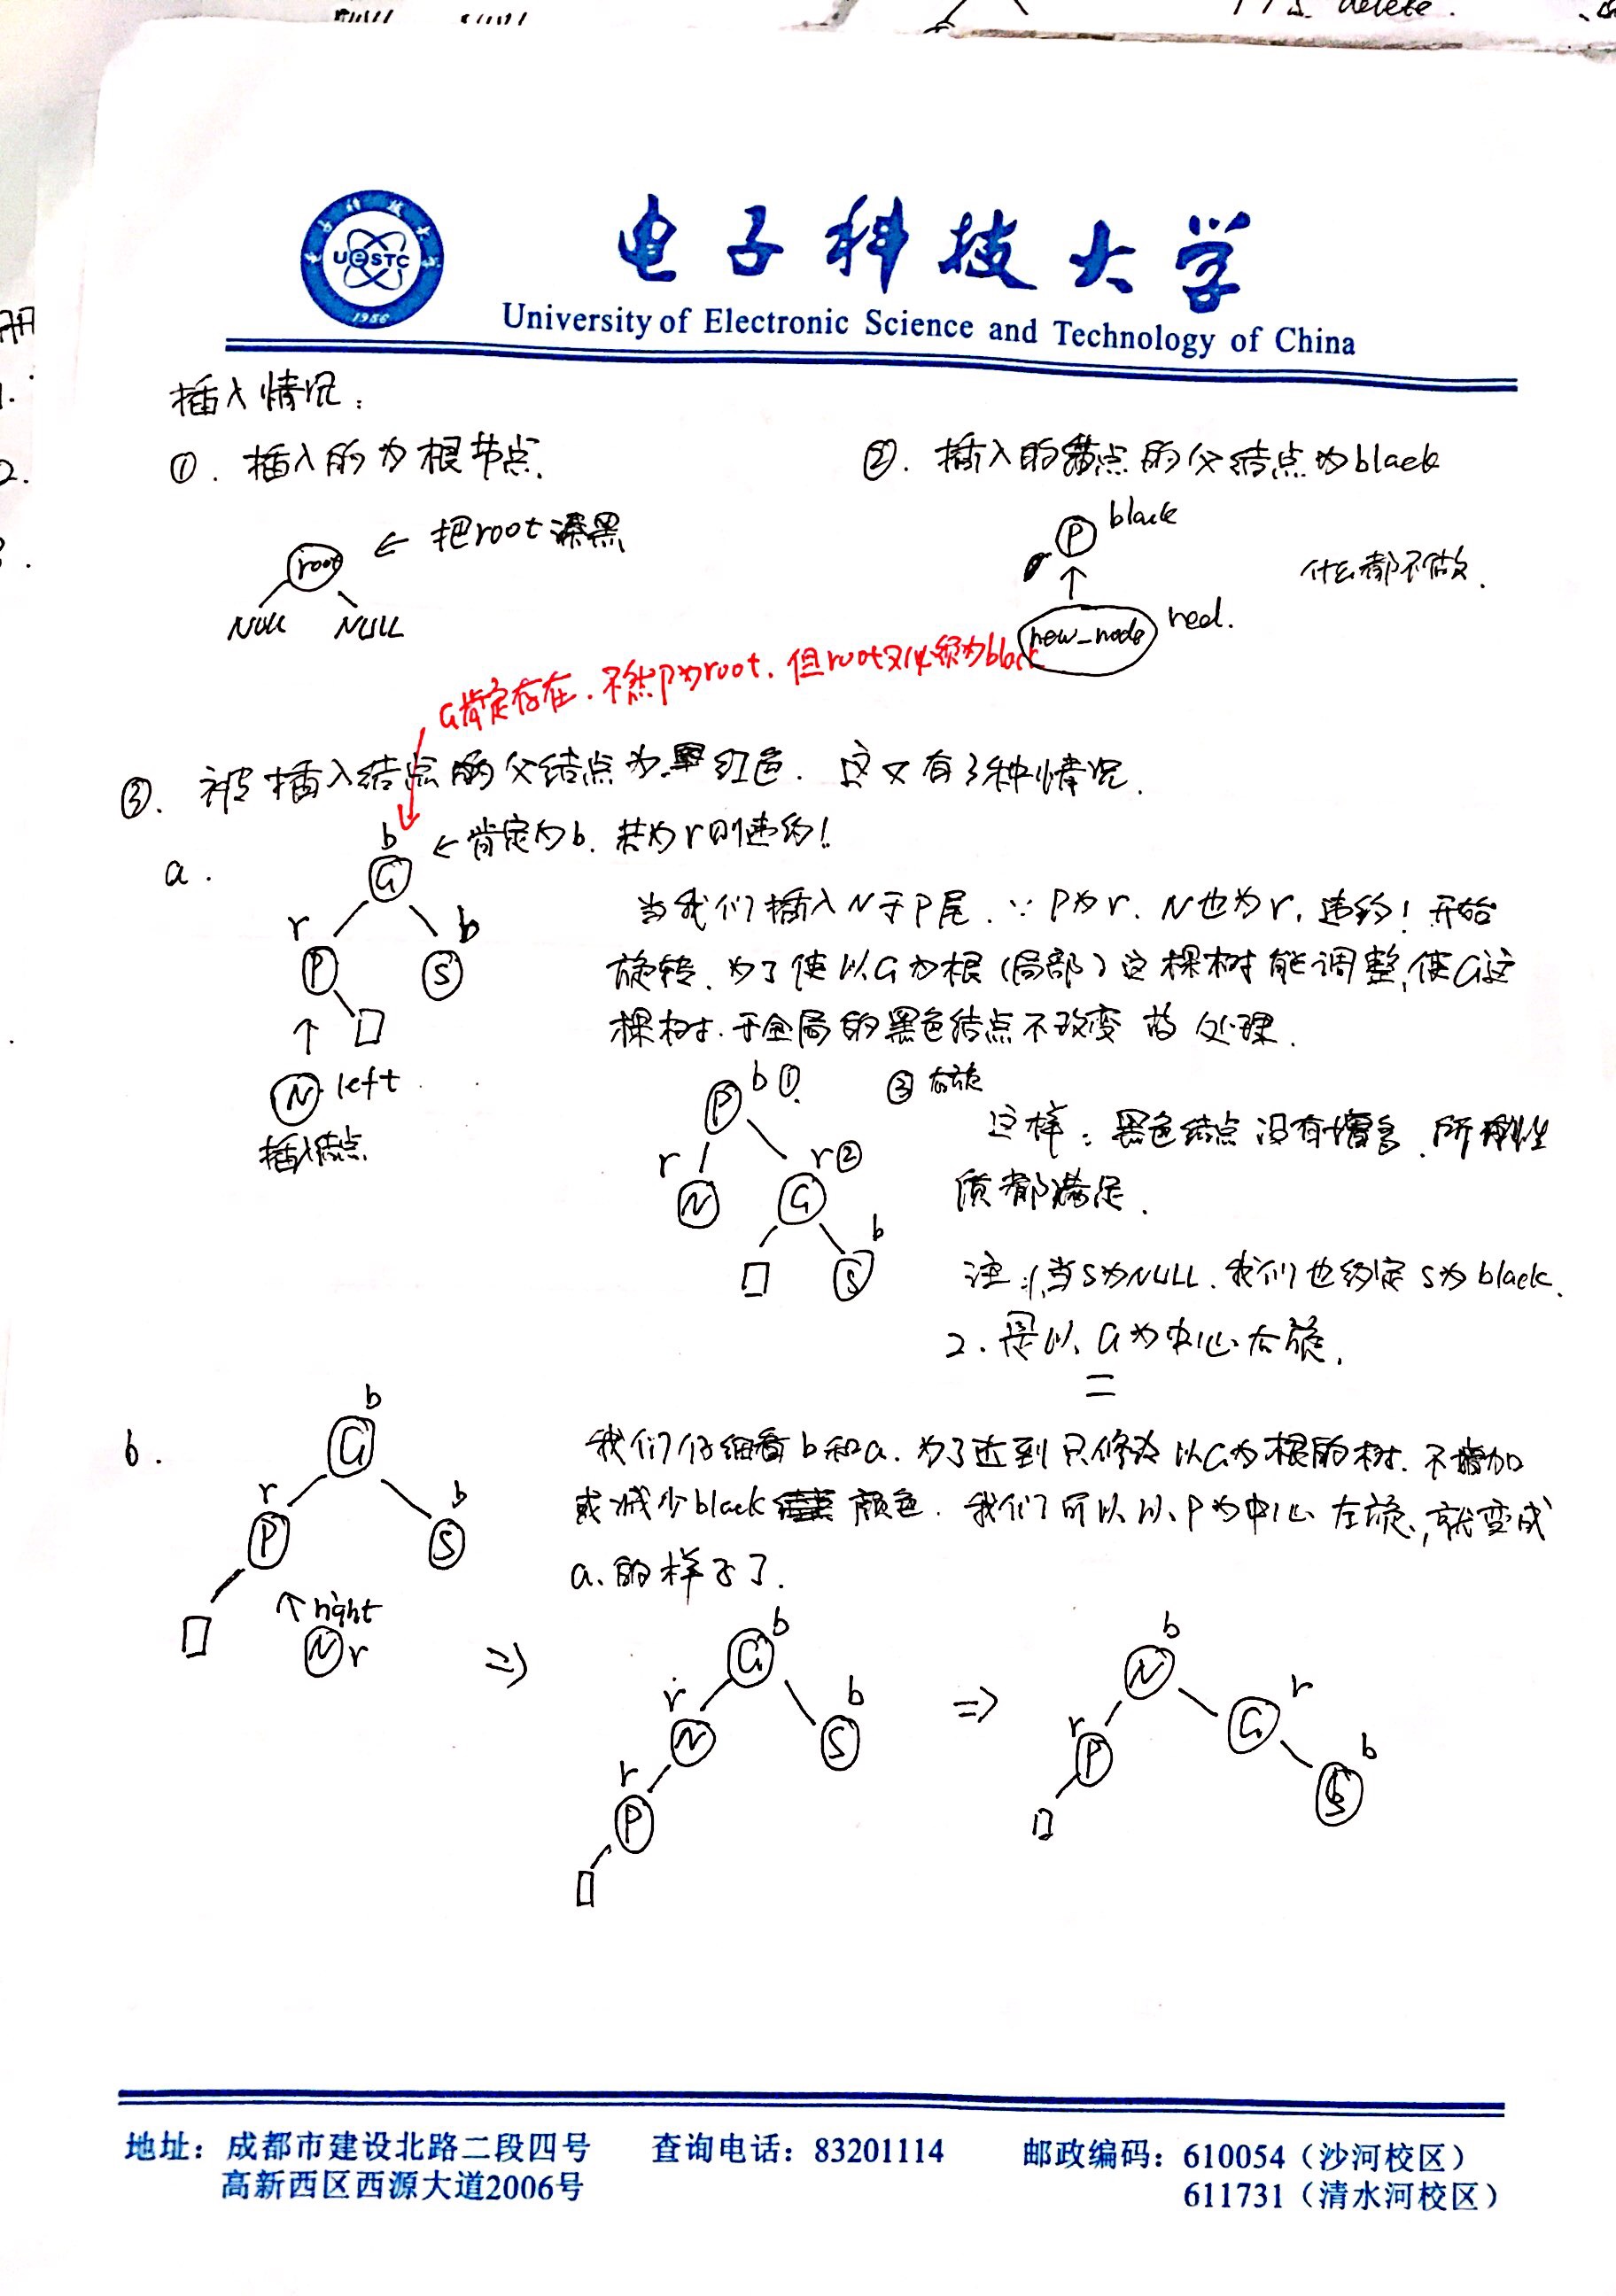 delete.
UESTC
1956
电子科技大学
University of Electronic Science and Technology of China
插入情况：
①. 插入的为根节点.
②. 插入的节点的父结点为black
root
← 把root漆黑
NULL NULL
P black
什么都不做.
new_node red.
G肯定存在. 不然P为root. 但root又必须为black
③. 被插入结点的父结点为红色. 这又有3种情况.
a.
b
G
← 肯定为b. 若为r则违约!
r b
P S
↑
N left
插入结点
当我们插入N于P尾. ∵P为r. N也为r, 违约! 开始
旋转. 为了使以G为根(局部)这棵树能调整, 使G这
棵树. 于全局的黑色结点不改变的处理.
P b①.
③ 右旋
r r②
N G
b
S
这样: 黑色结点没有增多. 所有性
质都满足.
注: 1. 当S为NULL. 我们也约定S为black.
2. 是以G为中心右旋.
b.
b
G
r b
P S
↑right
N r
我们仔细看b和a. 为了达到只修改以G为根的树. 不增加
或减少black 颜色. 我们可以以P为中心左旋, 就变成
a. 的样子了.
⇒
b
G
r b
N S
r
P
⇒
b
N
r r
P G
b
S
地址：成都市建设北路二段四号 查询电话：83201114 邮政编码：610054（沙河校区）
高新西区西源大道2006号 611731（清水河校区）